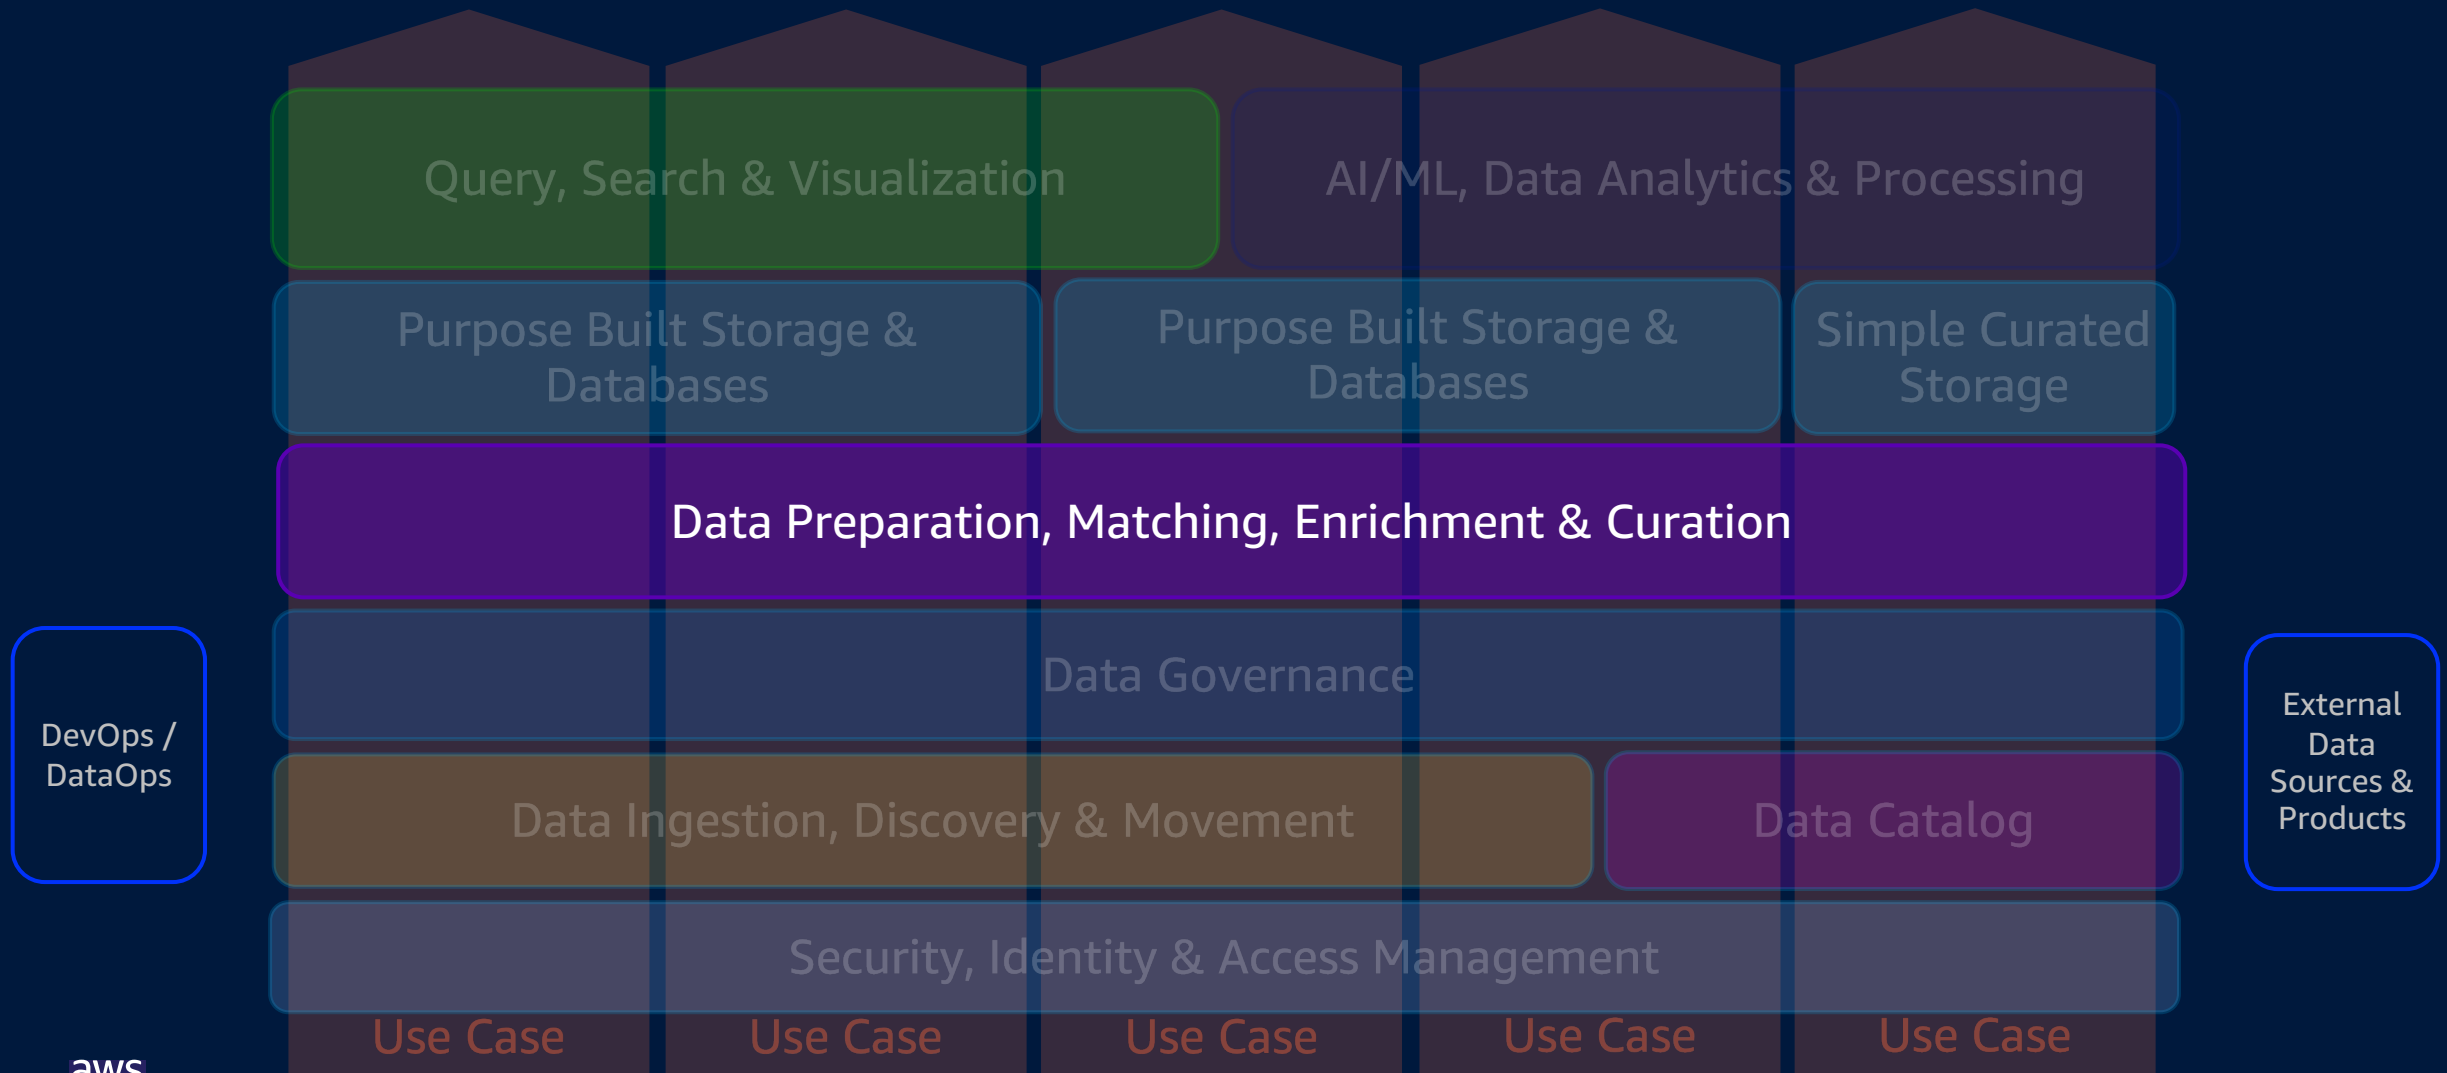 Query, Search & Visualization
AI/ML, Data Analytics & Processing
Purpose Built Storage &
Databases
Purpose Built Storage &
Databases
Simple Curated
Storage
Data Preparation, Matching, Enrichment & Curation
Data Governance
DevOps /
DataOps
External
Data
Sources &
Products
Data Ingestion, Discovery & Movement
Data Catalog
Security, Identity & Access Management
Use Case
Use Case
Use Case
Use Case
Use Case
aws